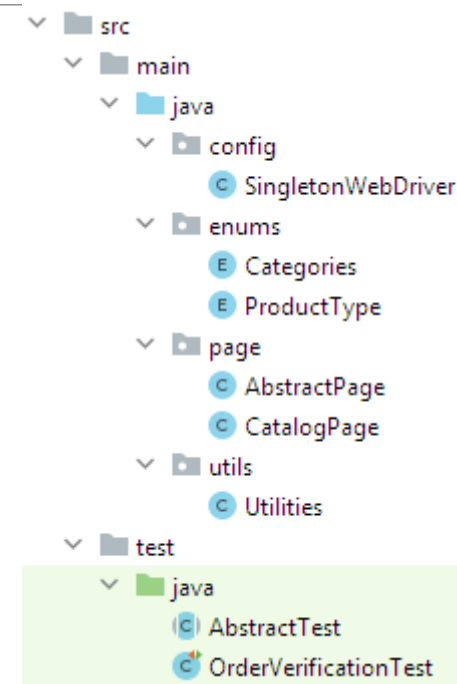 src
main
java
config
C SingletonWebDriver
enums
E Categories
E ProductType
page
C AbstractPage
C CatalogPage
utils
C Utilities
test
java
C AbstractTest
C OrderVerificationTest